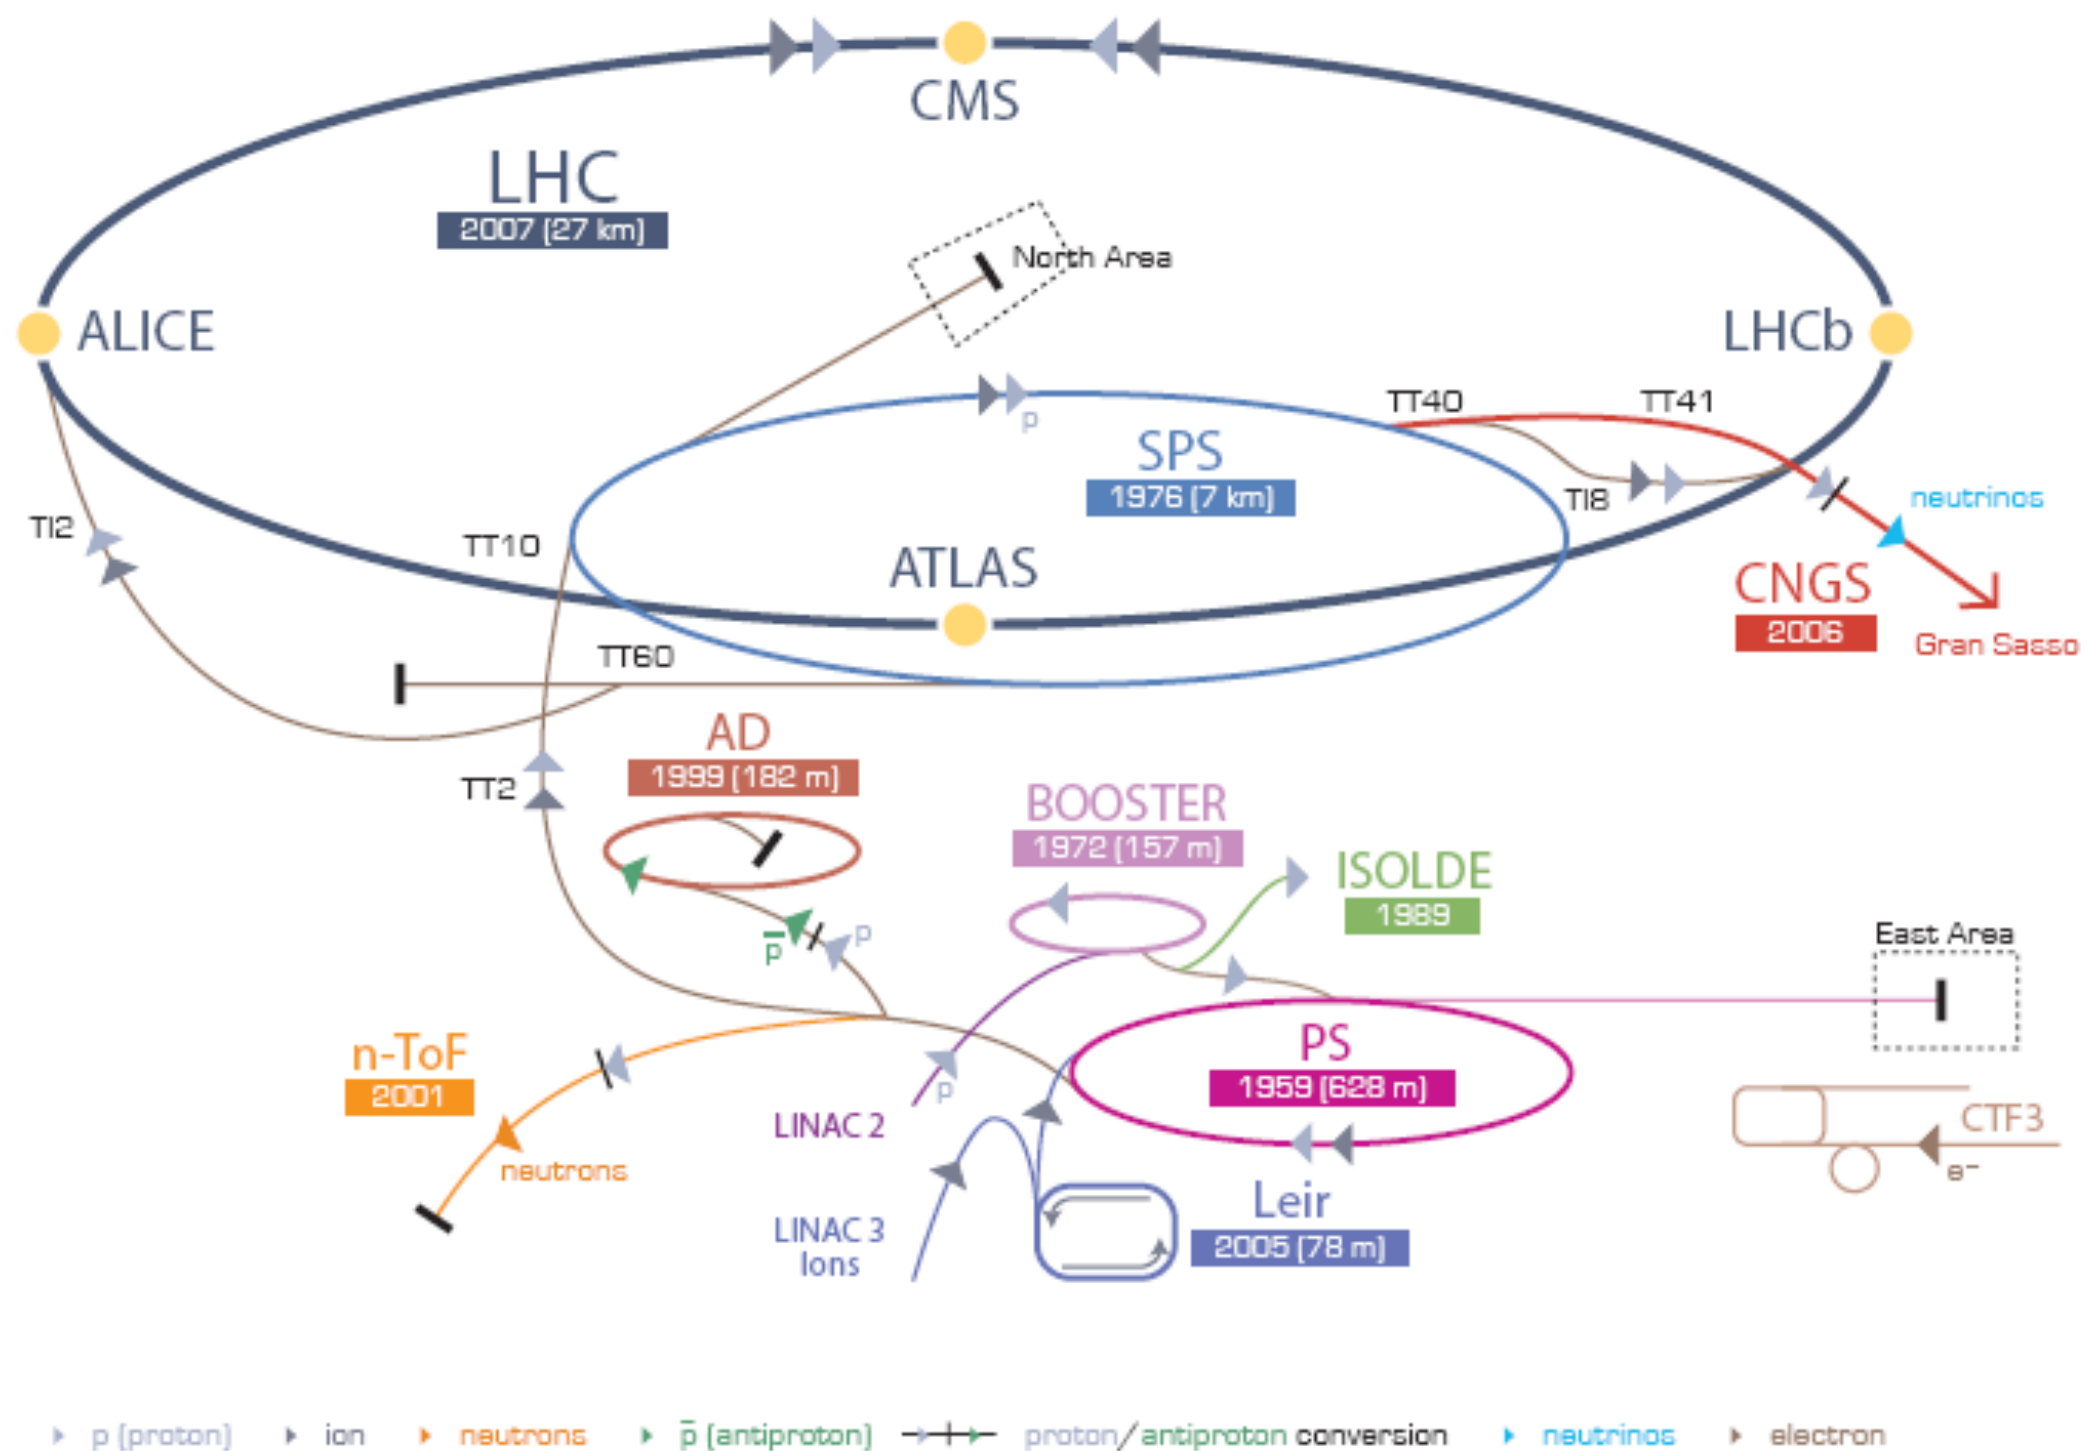 CMS
LHC
2007 (27 km)
North Area
ALICE
LHCb
TT40
TT41
p
SPS
1976 (7 km)
TI8
neutrinos
TI2
TT10
ATLAS
CNGS
2006
Gran Sasso
TT60
AD
1999 (182 m)
TT2
BOOSTER
1972 (157 m)
ISOLDE
1989
p̅
p
East Area
n-ToF
2001
PS
1959 (628 m)
p
LINAC 2
CTF3
e⁻
neutrons
Leir
2005 (78 m)
LINAC 3
Ions
p (proton)
ion
neutrons
p̅ (antiproton)
proton/antiproton conversion
neutrinos
electron